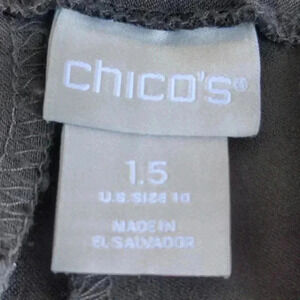 chico's®
1.5
U.S. SIZE 10
MADE IN
EL SALVADOR